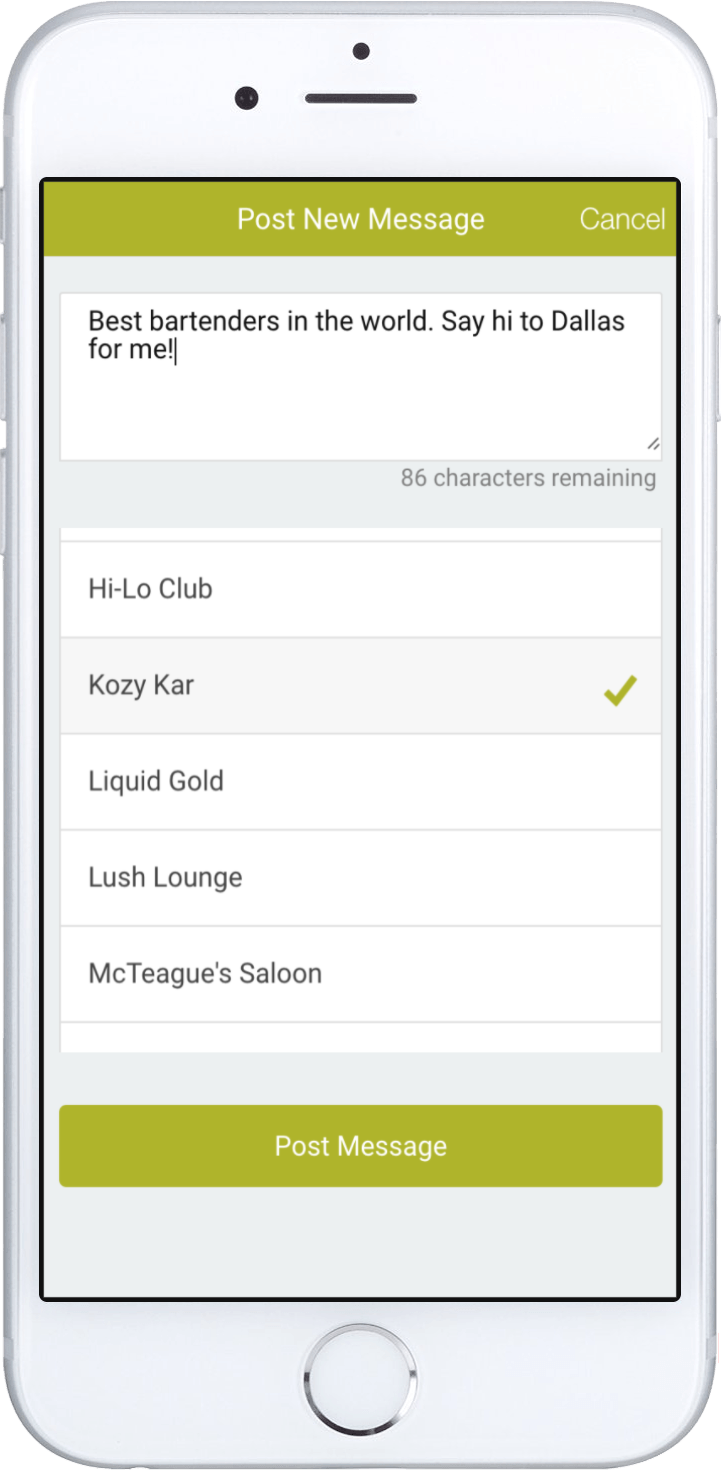 Post New Message Cancel
Best bartenders in the world. Say hi to Dallas
for me!
86 characters remaining
Hi-Lo Club
Kozy Kar
Liquid Gold
Lush Lounge
McTeague's Saloon
Post Message